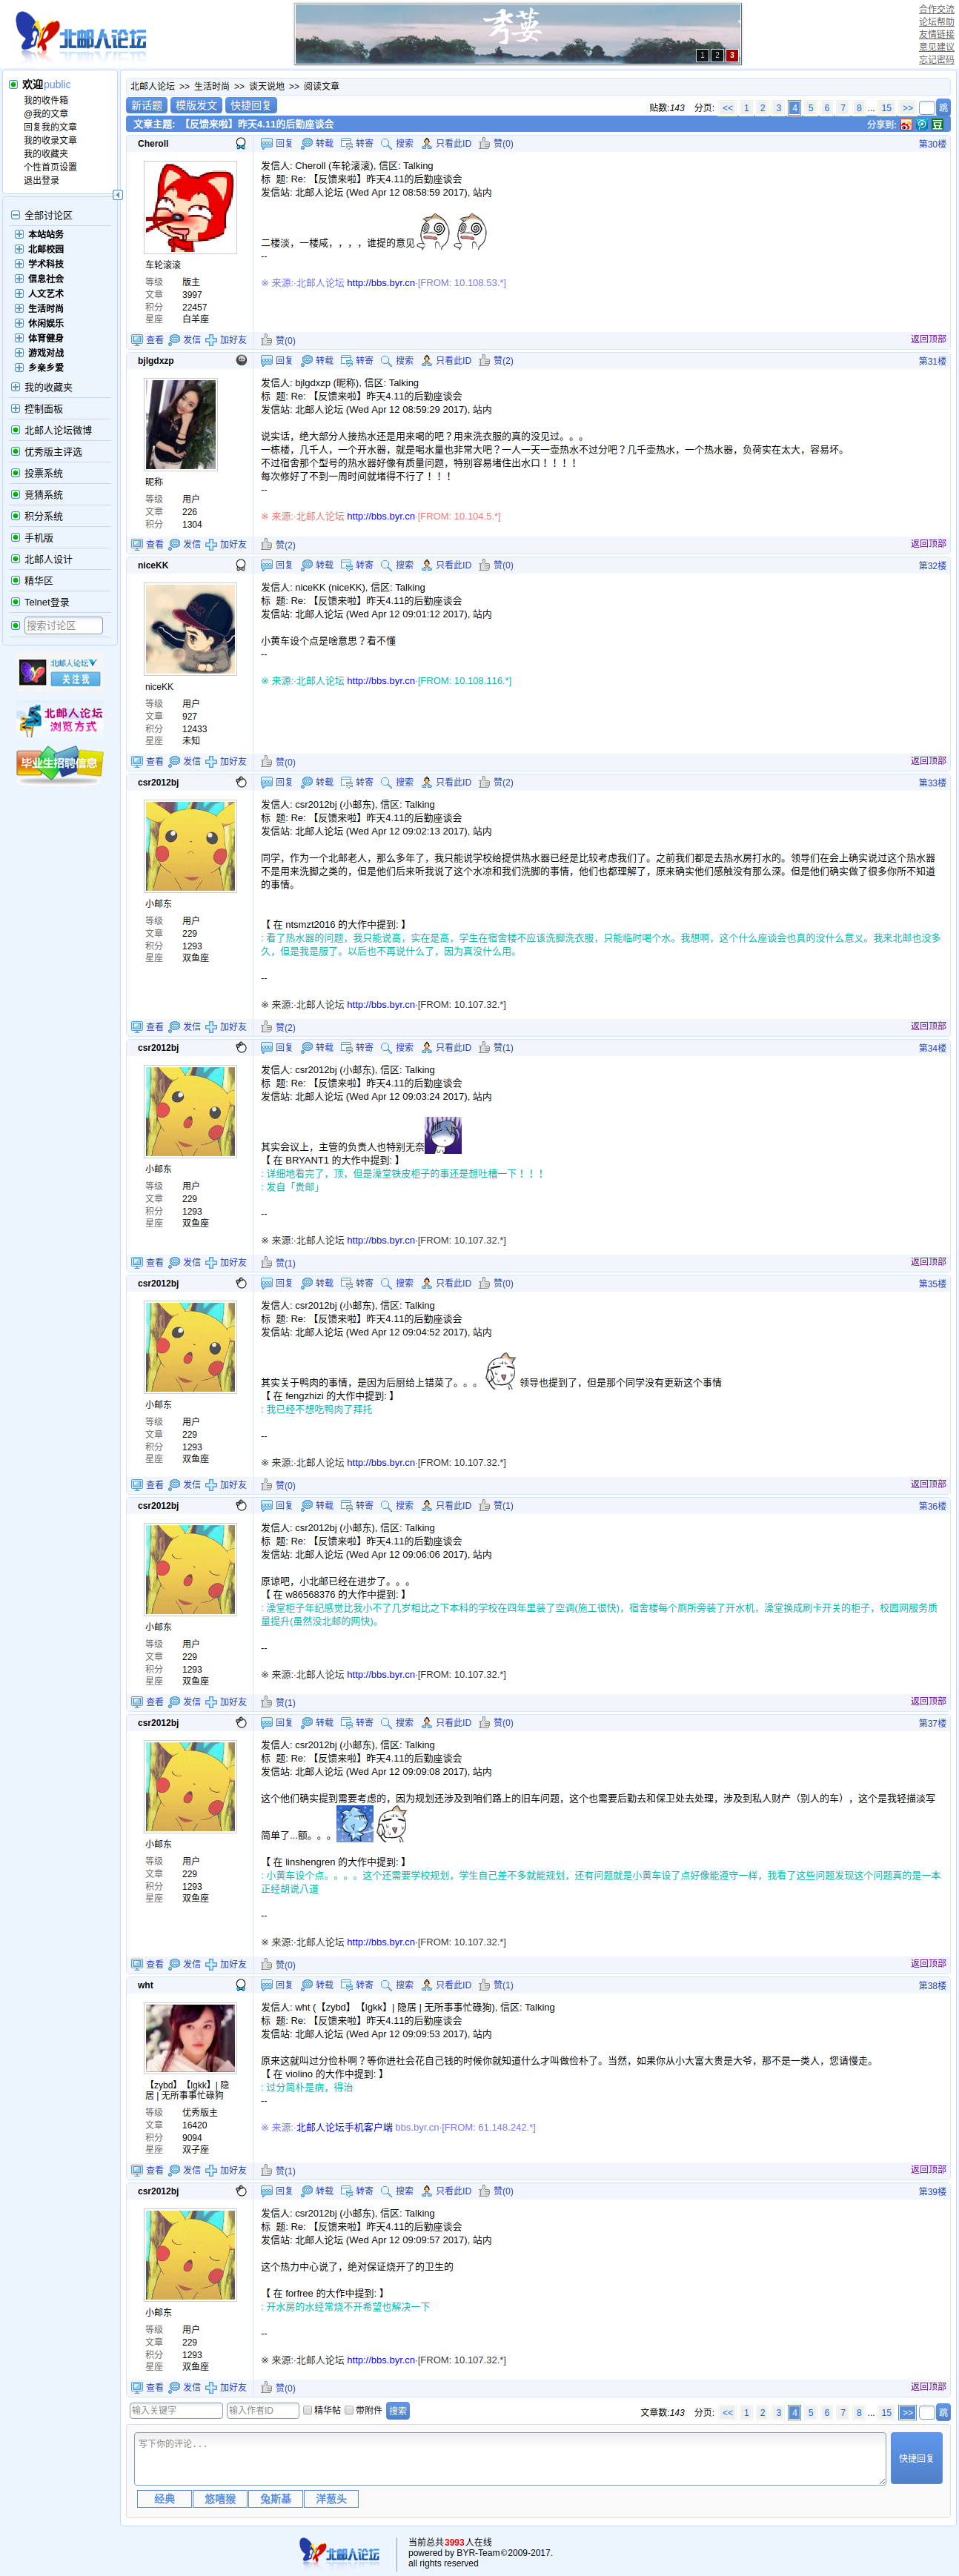 北邮人论坛
孝婴
1 2 3
合作交流
论坛帮助
友情链接
意见建议
忘记密码
欢迎public
我的收件箱
@我的文章
回复我的文章
我的收录文章
我的收藏夹
个性首页设置
退出登录
全部讨论区
本站站务
北邮校园
学术科技
信息社会
人文艺术
生活时尚
休闲娱乐
体育健身
游戏对战
乡亲乡爱
我的收藏夹
控制面板
北邮人论坛微博
优秀版主评选
投票系统
竞猜系统
积分系统
手机版
北邮人设计
精华区
Telnet登录
搜索讨论区
北邮人论坛
关注我
北邮人论坛
浏览方式
毕业生招聘信息
北邮人论坛 >> 生活时尚 >> 谈天说地 >> 阅读文章
新话题 模版发文 快捷回复
贴数:143 分页: << 1 2 3 4 5 6 7 8 ... 15 >> 跳
文章主题: 【反馈来啦】昨天4.11的后勤座谈会
分享到: 豆
Cheroll
回复 转载 转寄 搜索 只看此ID 赞(0) 第30楼
车轮滚滚
等级 版主
文章 3997
积分 22457
星座 白羊座
发信人: Cheroll (车轮滚滚), 信区: Talking
标 题: Re: 【反馈来啦】昨天4.11的后勤座谈会
发信站: 北邮人论坛 (Wed Apr 12 08:58:59 2017), 站内
二楼淡，一楼咸，，，，谁提的意见
--
※ 来源:·北邮人论坛 http://bbs.byr.cn·[FROM: 10.108.53.*]
查看 发信 加好友 赞(0) 返回顶部
bjlgdxzp
回复 转载 转寄 搜索 只看此ID 赞(2) 第31楼
昵称
等级 用户
文章 226
积分 1304
发信人: bjlgdxzp (昵称), 信区: Talking
标 题: Re: 【反馈来啦】昨天4.11的后勤座谈会
发信站: 北邮人论坛 (Wed Apr 12 08:59:29 2017), 站内
说实话，绝大部分人接热水还是用来喝的吧？用来洗衣服的真的没见过。。。
一栋楼，几千人，一个开水器，就是喝水量也非常大吧？一人一天一壶热水不过分吧？几千壶热水，一个热水器，负荷实在太大，容易坏。
不过宿舍那个型号的热水器好像有质量问题，特别容易堵住出水口！！！！
每次修好了不到一周时间就堵得不行了！！！
--
※ 来源:·北邮人论坛 http://bbs.byr.cn·[FROM: 10.104.5.*]
查看 发信 加好友 赞(2) 返回顶部
niceKK
回复 转载 转寄 搜索 只看此ID 赞(0) 第32楼
niceKK
等级 用户
文章 927
积分 12433
星座 未知
发信人: niceKK (niceKK), 信区: Talking
标 题: Re: 【反馈来啦】昨天4.11的后勤座谈会
发信站: 北邮人论坛 (Wed Apr 12 09:01:12 2017), 站内
小黄车设个点是啥意思？看不懂
--
※ 来源:·北邮人论坛 http://bbs.byr.cn·[FROM: 10.108.116.*]
查看 发信 加好友 赞(0) 返回顶部
csr2012bj
回复 转载 转寄 搜索 只看此ID 赞(2) 第33楼
小邮东
等级 用户
文章 229
积分 1293
星座 双鱼座
发信人: csr2012bj (小邮东), 信区: Talking
标 题: Re: 【反馈来啦】昨天4.11的后勤座谈会
发信站: 北邮人论坛 (Wed Apr 12 09:02:13 2017), 站内
同学，作为一个北邮老人，那么多年了，我只能说学校给提供热水器已经是比较考虑我们了。之前我们都是去热水房打水的。领导们在会上确实说过这个热水器
不是用来洗脚之类的，但是他们后来听我说了这个水凉和我们洗脚的事情，他们也都理解了，原来确实他们感触没有那么深。但是他们确实做了很多你所不知道
的事情。
【 在 ntsmzt2016 的大作中提到: 】
: 看了热水器的问题，我只能说高，实在是高，学生在宿舍楼不应该洗脚洗衣服，只能临时喝个水。我想啊，这个什么座谈会也真的没什么意义。我来北邮也没多
久，但是我是服了。以后也不再说什么了，因为真没什么用。
--
※ 来源:·北邮人论坛 http://bbs.byr.cn·[FROM: 10.107.32.*]
查看 发信 加好友 赞(2) 返回顶部
csr2012bj
回复 转载 转寄 搜索 只看此ID 赞(1) 第34楼
小邮东
等级 用户
文章 229
积分 1293
星座 双鱼座
发信人: csr2012bj (小邮东), 信区: Talking
标 题: Re: 【反馈来啦】昨天4.11的后勤座谈会
发信站: 北邮人论坛 (Wed Apr 12 09:03:24 2017), 站内
其实会议上，主管的负责人也特别无奈
【 在 BRYANT1 的大作中提到: 】
: 详细地看完了，顶，但是澡堂铁皮柜子的事还是想吐槽一下！！！
: 发自「贵邮」
--
※ 来源:·北邮人论坛 http://bbs.byr.cn·[FROM: 10.107.32.*]
查看 发信 加好友 赞(1) 返回顶部
csr2012bj
回复 转载 转寄 搜索 只看此ID 赞(0) 第35楼
小邮东
等级 用户
文章 229
积分 1293
星座 双鱼座
发信人: csr2012bj (小邮东), 信区: Talking
标 题: Re: 【反馈来啦】昨天4.11的后勤座谈会
发信站: 北邮人论坛 (Wed Apr 12 09:04:52 2017), 站内
其实关于鸭肉的事情，是因为后厨给上错菜了。。。 领导也提到了，但是那个同学没有更新这个事情
【 在 fengzhizi 的大作中提到: 】
: 我已经不想吃鸭肉了拜托
--
※ 来源:·北邮人论坛 http://bbs.byr.cn·[FROM: 10.107.32.*]
查看 发信 加好友 赞(0) 返回顶部
csr2012bj
回复 转载 转寄 搜索 只看此ID 赞(1) 第36楼
小邮东
等级 用户
文章 229
积分 1293
星座 双鱼座
发信人: csr2012bj (小邮东), 信区: Talking
标 题: Re: 【反馈来啦】昨天4.11的后勤座谈会
发信站: 北邮人论坛 (Wed Apr 12 09:06:06 2017), 站内
原谅吧，小北邮已经在进步了。。。
【 在 w86568376 的大作中提到: 】
: 澡堂柜子年纪感觉比我小不了几岁相比之下本科的学校在四年里装了空调(施工很快)，宿舍楼每个厕所旁装了开水机，澡堂换成刷卡开关的柜子，校园网服务质
量提升(虽然没北邮的网快)。
--
※ 来源:·北邮人论坛 http://bbs.byr.cn·[FROM: 10.107.32.*]
查看 发信 加好友 赞(1) 返回顶部
csr2012bj
回复 转载 转寄 搜索 只看此ID 赞(0) 第37楼
小邮东
等级 用户
文章 229
积分 1293
星座 双鱼座
发信人: csr2012bj (小邮东), 信区: Talking
标 题: Re: 【反馈来啦】昨天4.11的后勤座谈会
发信站: 北邮人论坛 (Wed Apr 12 09:09:08 2017), 站内
这个他们确实提到需要考虑的，因为规划还涉及到咱们路上的旧车问题，这个也需要后勤去和保卫处去处理，涉及到私人财产（别人的车），这个是我轻描淡写
简单了...额。。。
【 在 linshengren 的大作中提到: 】
: 小黄车设个点。。。。这个还需要学校规划，学生自己差不多就能规划，还有问题就是小黄车设了点好像能遵守一样，我看了这些问题发现这个问题真的是一本
正经胡说八道
--
※ 来源:·北邮人论坛 http://bbs.byr.cn·[FROM: 10.107.32.*]
查看 发信 加好友 赞(0) 返回顶部
wht
回复 转载 转寄 搜索 只看此ID 赞(1) 第38楼
【zybd】【lgkk】| 隐
居 | 无所事事忙碌狗
等级 优秀版主
文章 16420
积分 9094
星座 双子座
发信人: wht (【zybd】【lgkk】| 隐居 | 无所事事忙碌狗), 信区: Talking
标 题: Re: 【反馈来啦】昨天4.11的后勤座谈会
发信站: 北邮人论坛 (Wed Apr 12 09:09:53 2017), 站内
原来这就叫过分俭朴啊？等你进社会花自己钱的时候你就知道什么才叫做俭朴了。当然，如果你从小大富大贵是大爷，那不是一类人，您请慢走。
【 在 violino 的大作中提到: 】
: 过分简朴是病，得治
--
※ 来源:·北邮人论坛手机客户端 bbs.byr.cn·[FROM: 61.148.242.*]
查看 发信 加好友 赞(1) 返回顶部
csr2012bj
回复 转载 转寄 搜索 只看此ID 赞(0) 第39楼
小邮东
等级 用户
文章 229
积分 1293
星座 双鱼座
发信人: csr2012bj (小邮东), 信区: Talking
标 题: Re: 【反馈来啦】昨天4.11的后勤座谈会
发信站: 北邮人论坛 (Wed Apr 12 09:09:57 2017), 站内
这个热力中心说了，绝对保证烧开了的卫生的
【 在 forfree 的大作中提到: 】
: 开水房的水经常烧不开希望也解决一下
--
※ 来源:·北邮人论坛 http://bbs.byr.cn·[FROM: 10.107.32.*]
查看 发信 加好友 赞(0) 返回顶部
输入关键字 输入作者ID 精华帖 带附件 搜索
文章数:143 分页: << 1 2 3 4 5 6 7 8 ... 15 >> 跳
写下你的评论...
快捷回复
经典 悠嘻猴 兔斯基 洋葱头
北邮人论坛
当前总共3993人在线
powered by BYR-Team©2009-2017.
all rights reserved